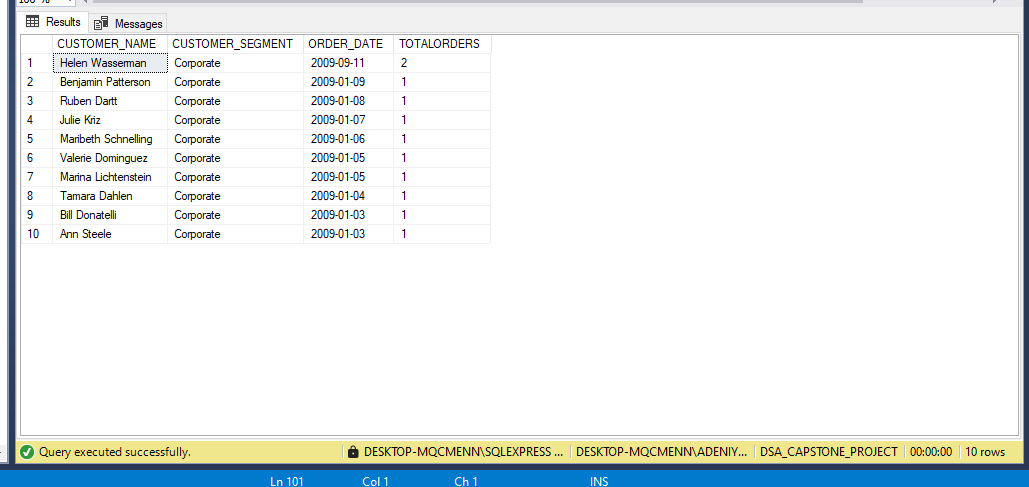 Results Messages
CUSTOMER_NAME CUSTOMER_SEGMENT ORDER_DATE TOTALORDERS
1 Helen Wasserman Corporate 2009-09-11 2
2 Benjamin Patterson Corporate 2009-01-09 1
3 Ruben Dartt Corporate 2009-01-08 1
4 Julie Kriz Corporate 2009-01-07 1
5 Maribeth Schnelling Corporate 2009-01-06 1
6 Valerie Dominguez Corporate 2009-01-05 1
7 Marina Lichtenstein Corporate 2009-01-05 1
8 Tamara Dahlen Corporate 2009-01-04 1
9 Bill Donatelli Corporate 2009-01-03 1
10 Ann Steele Corporate 2009-01-03 1
Query executed successfully. DESKTOP-MQCMENN\SQLEXPRESS ... DESKTOP-MQCMENN\ADENIY... DSA_CAPSTONE_PROJECT 00:00:00 10 rows
Ln 101 Col 1 Ch 1 INS